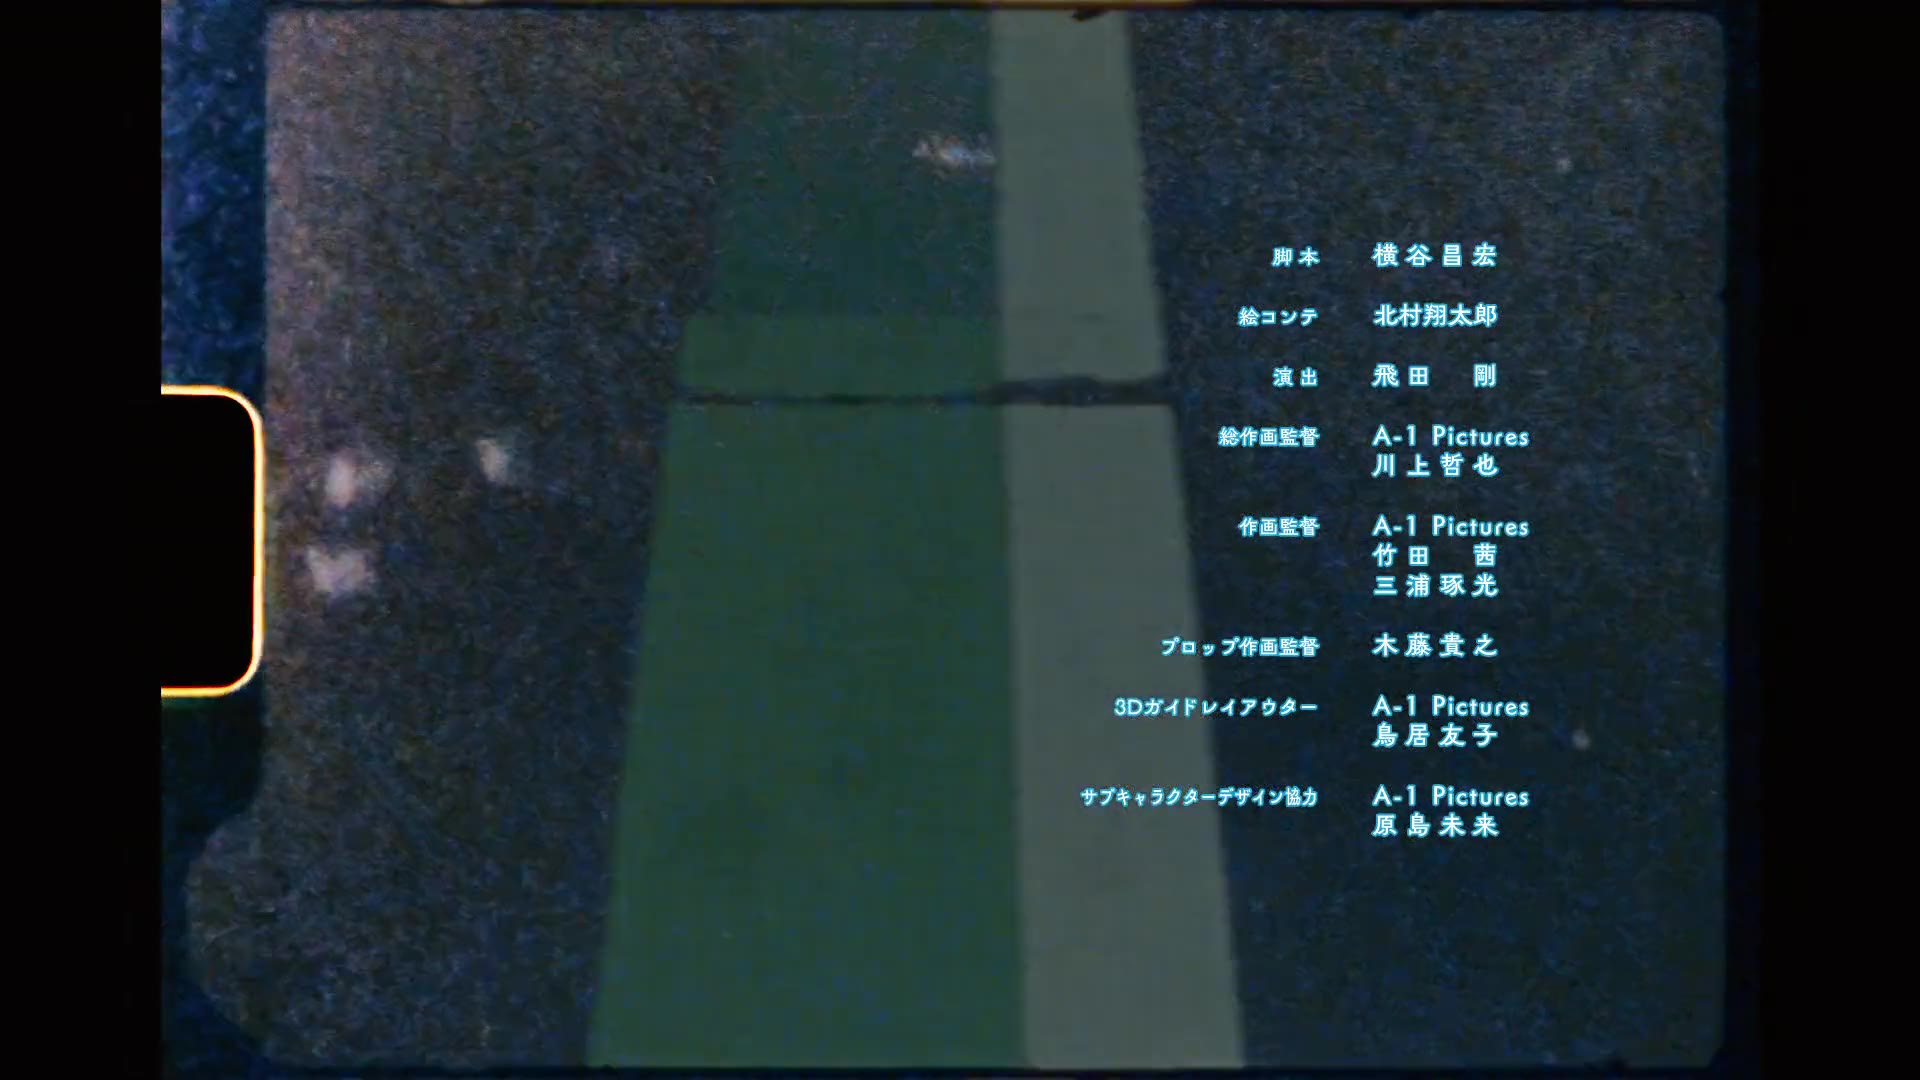 脚本 横谷昌宏
絵コンテ 北村翔太郎
演出 飛田 剛
総作画監督 A-1 Pictures
川上哲也
作画監督 A-1 Pictures
竹田 茜
三浦琢光
プロップ作画監督 木藤貴之
3Dガイドレイアウター A-1 Pictures
鳥居友子
サブキャラクターデザイン協力 A-1 Pictures
原島未来